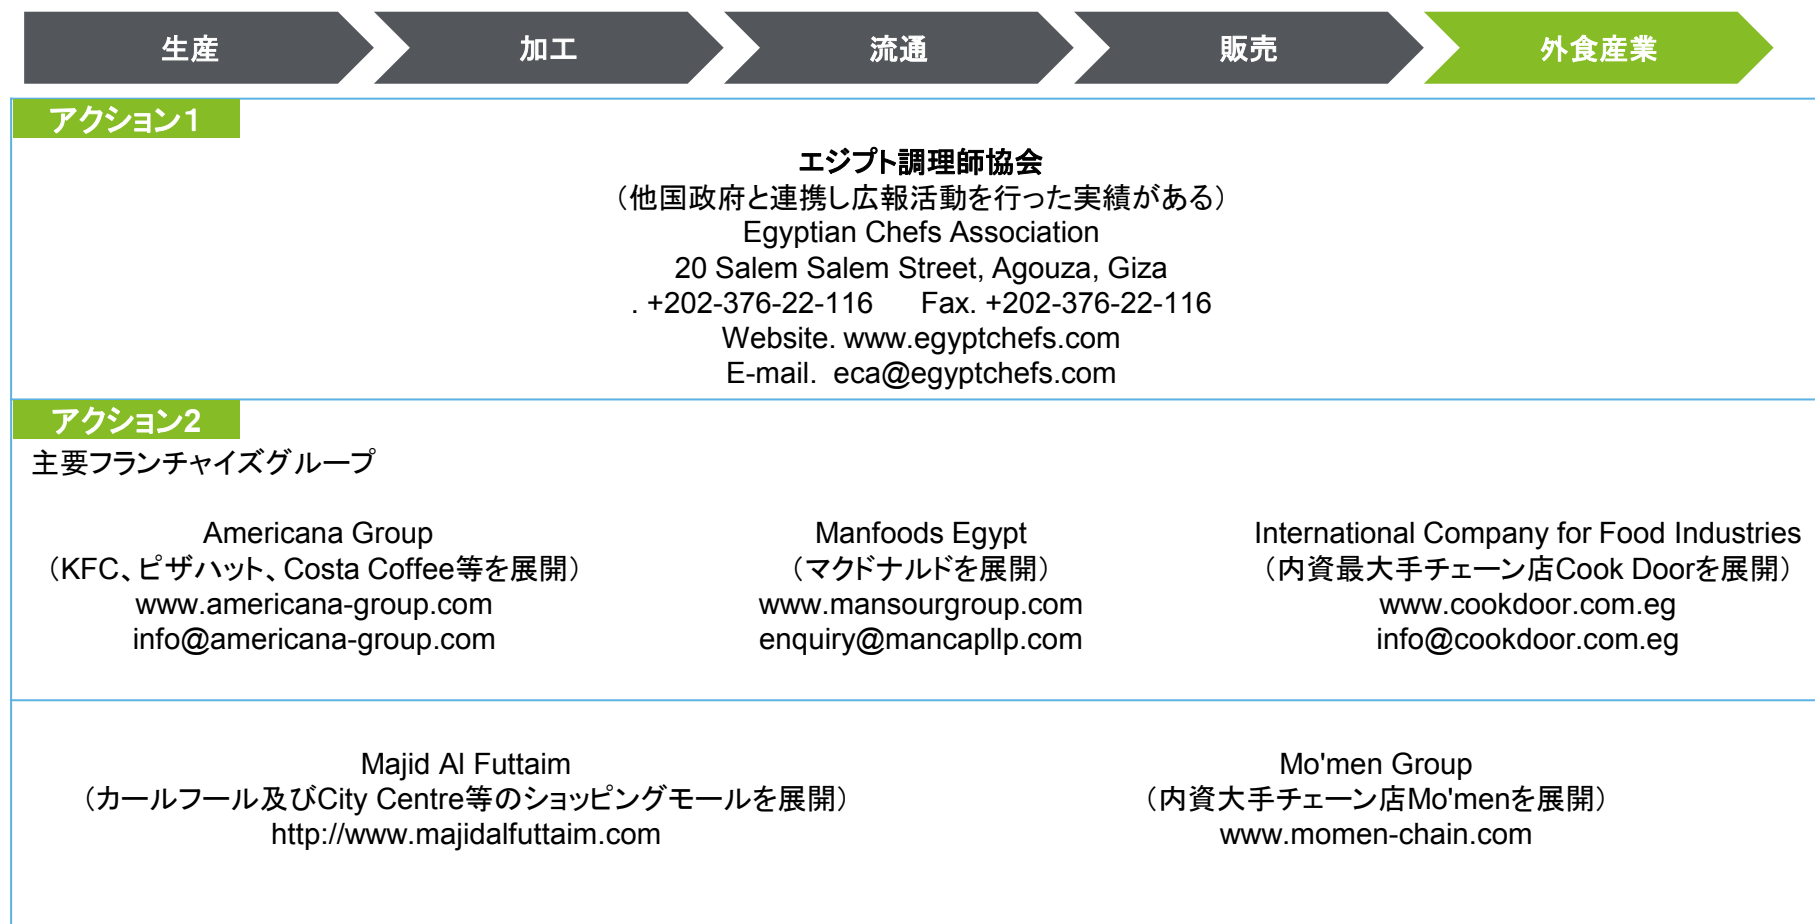 生産
加工
流通
販売
外食産業
アクション1
エジプト調理師協会
（他国政府と連携し広報活動を行った実績がある）
Egyptian Chefs Association
20 Salem Salem Street, Agouza, Giza
. +202-376-22-116 Fax. +202-376-22-116
Website. www.egyptchefs.com
E-mail. eca@egyptchefs.com
アクション2
主要フランチャイズグループ
Americana Group
（KFC、ピザハット、Costa Coffee等を展開）
www.americana-group.com
info@americana-group.com
Manfoods Egypt
（マクドナルドを展開）
www.mansourgroup.com
enquiry@mancapllp.com
International Company for Food Industries
（内資最大手チェーン店Cook Doorを展開）
www.cookdoor.com.eg
info@cookdoor.com.eg
Majid Al Futtaim
（カールフール及びCity Centre等のショッピングモールを展開）
http://www.majidalfuttaim.com
Mo'men Group
（内資大手チェーン店Mo'menを展開）
www.momen-chain.com